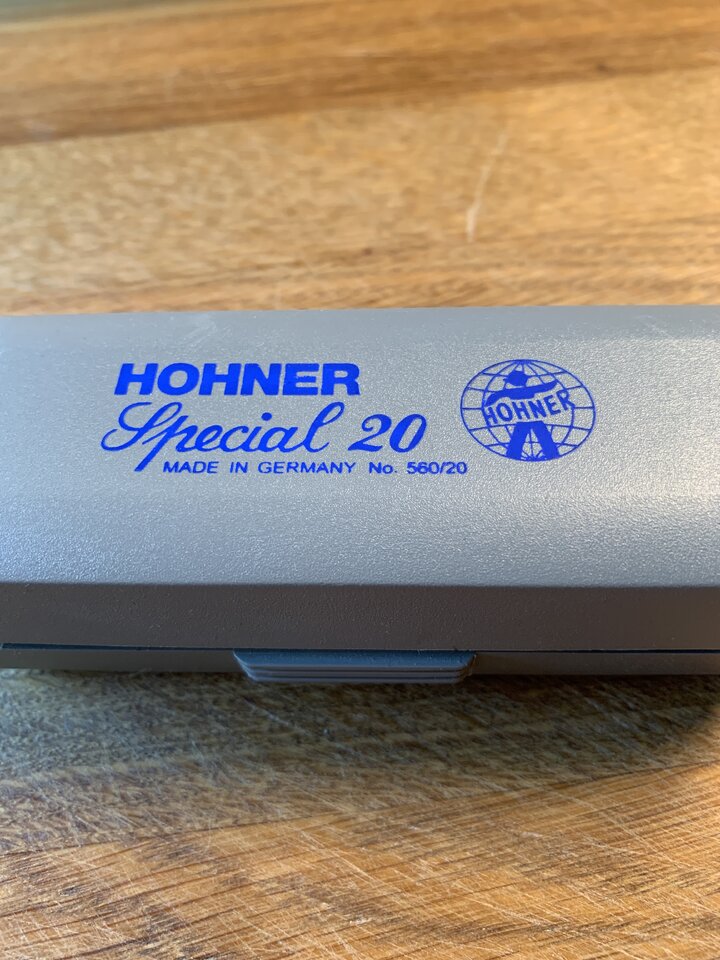 HOHNER
Special 20
MADE IN GERMANY No. 560/20
HOHNER